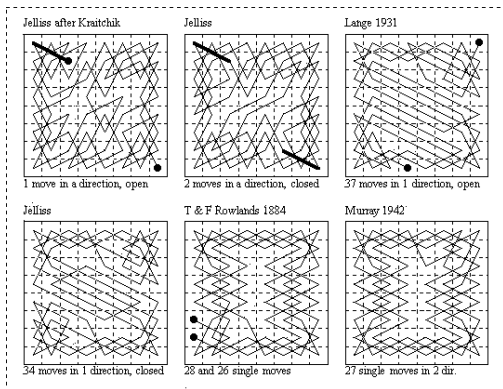 Jelliss after Kraitchik
Jelliss
Lange 1931
1 move in a direction, open
2 moves in a direction, closed
37 moves in 1 direction, open
Jelliss
T & F Rowlands 1884
Murray 1942
34 moves in 1 direction, closed
28 and 26 single moves
27 single moves in 2 dir.